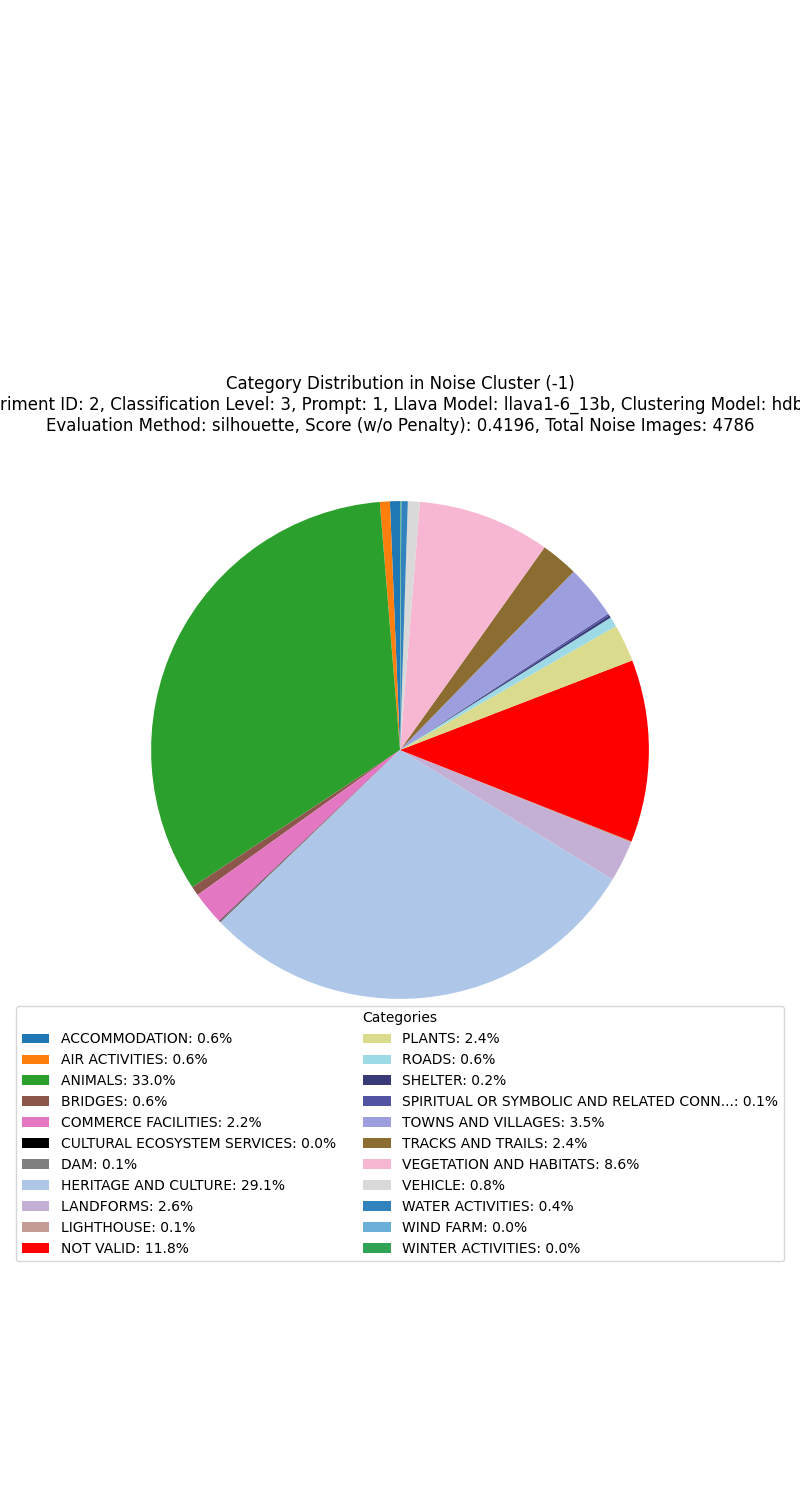 Category Distribution in Noise Cluster (-1)
riment ID: 2, Classification Level: 3, Prompt: 1, Llava Model: llava1-6_13b, Clustering Model: hdb
Evaluation Method: silhouette, Score (w/o Penalty): 0.4196, Total Noise Images: 4786
Categories
ACCOMMODATION: 0.6%
AIR ACTIVITIES: 0.6%
ANIMALS: 33.0%
BRIDGES: 0.6%
COMMERCE FACILITIES: 2.2%
CULTURAL ECOSYSTEM SERVICES: 0.0%
DAM: 0.1%
HERITAGE AND CULTURE: 29.1%
LANDFORMS: 2.6%
LIGHTHOUSE: 0.1%
NOT VALID: 11.8%
PLANTS: 2.4%
ROADS: 0.6%
SHELTER: 0.2%
SPIRITUAL OR SYMBOLIC AND RELATED CONN...: 0.1%
TOWNS AND VILLAGES: 3.5%
TRACKS AND TRAILS: 2.4%
VEGETATION AND HABITATS: 8.6%
VEHICLE: 0.8%
WATER ACTIVITIES: 0.4%
WIND FARM: 0.0%
WINTER ACTIVITIES: 0.0%